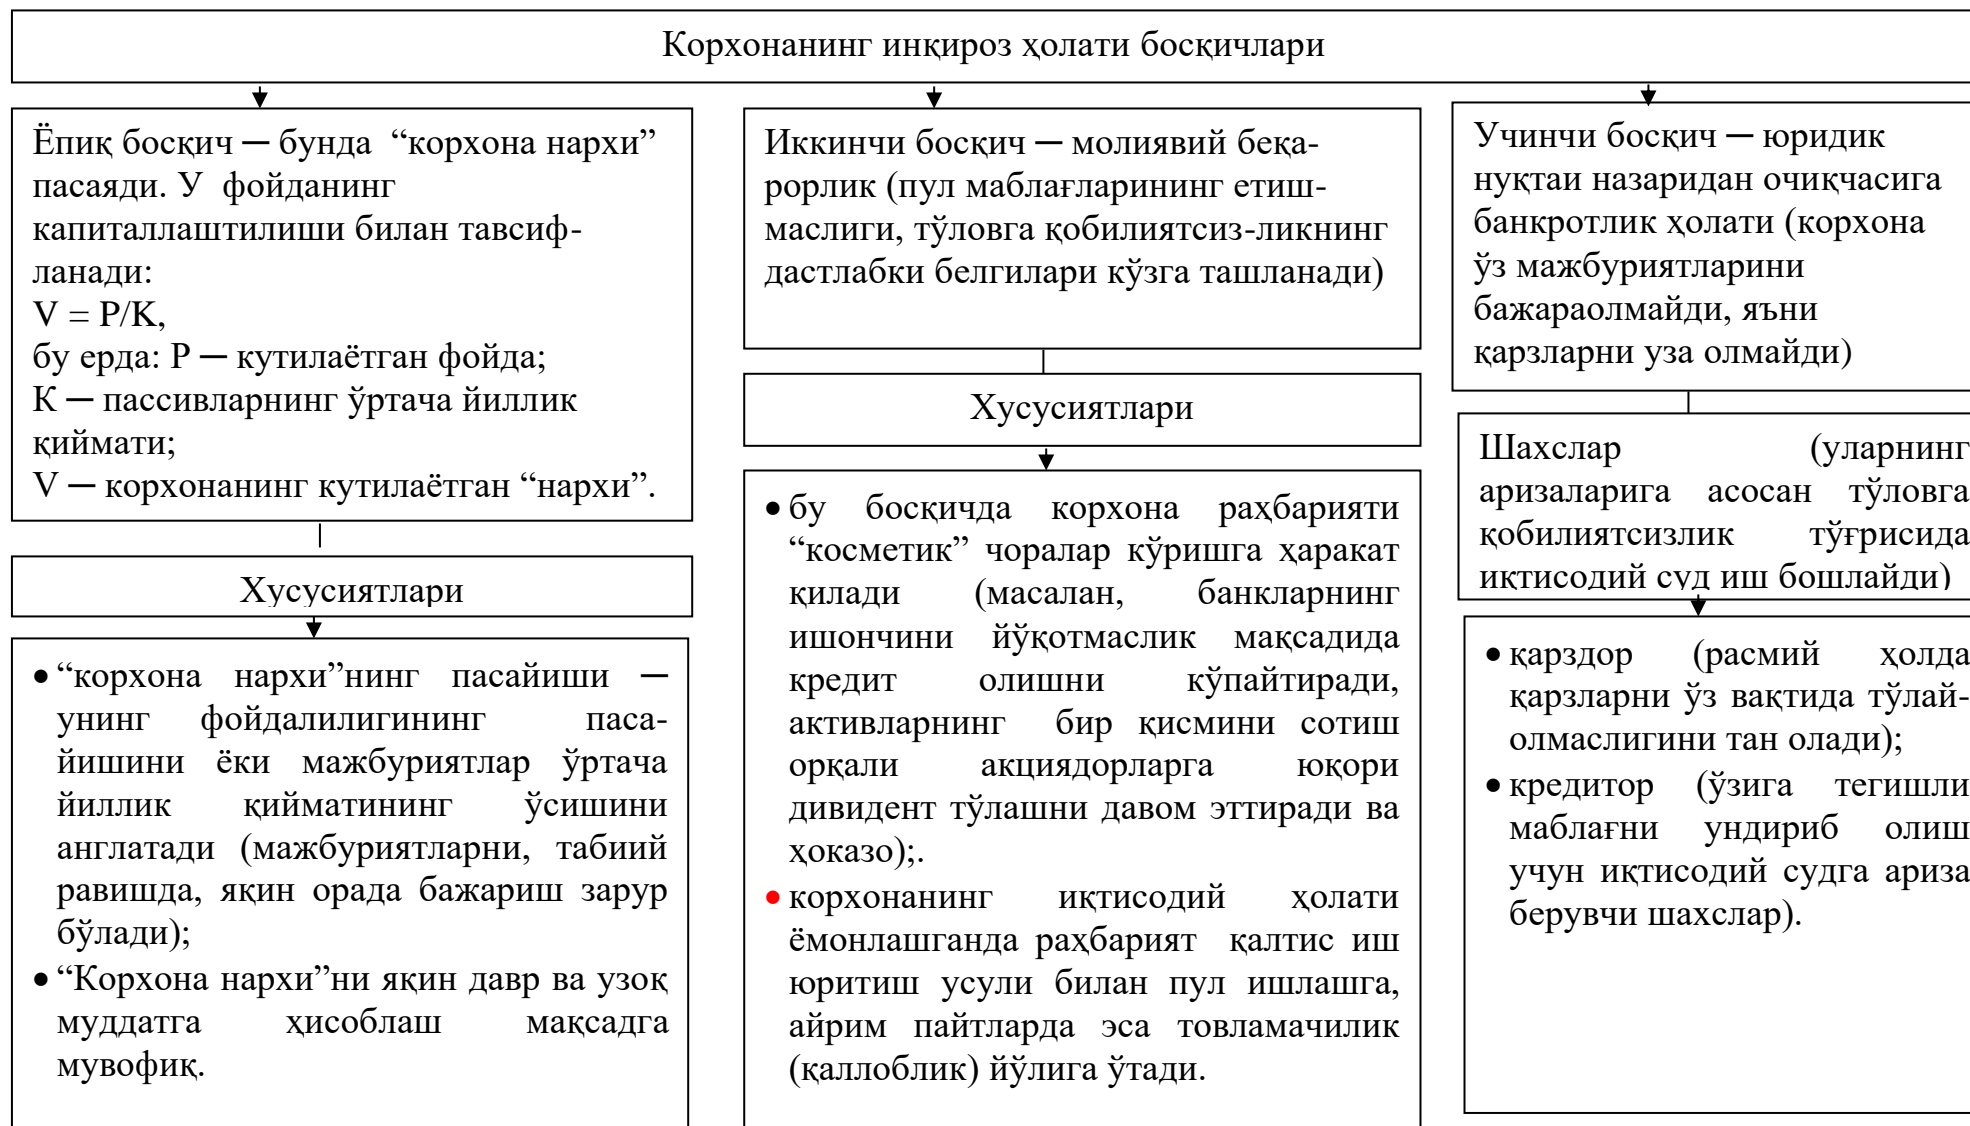 Корхонанинг инқироз ҳолати босқичлари
Ёпиқ босқич — бунда “корхона нархи”
пасаяди. У фойданинг
капиталлаштилиши билан тавсиф-
ланади:
V = P/K,
бу ерда: P — кутилаётган фойда;
К — пассивларнинг ўртача йиллик
қиймати;
V — корхонанинг кутилаётган “нархи”.
Хусусиятлари
• “корхона нархи”нинг пасайиши —
унинг фойдалилигининг паса-
йишини ёки мажбуриятлар ўртача
йиллик қийматининг ўсишини
англатади (мажбуриятларни, табиий
равишда, яқин орада бажариш зарур
бўлади);
• “Корхона нархи”ни яқин давр ва узоқ
муддатга ҳисоблаш мақсадга
мувофиқ.
Иккинчи босқич — молиявий беқа-
рорлик (пул маблағларининг етиш-
маслиги, тўловга қобилиятсиз-ликнинг
дастлабки белгилари кўзга ташланади)
Хусусиятлари
• бу босқичда корхона раҳбарияти
“косметик” чоралар кўришга ҳаракат
қилади (масалан, банкларнинг
ишончини йўқотмаслик мақсадида
кредит олишни кўпайтиради,
активларнинг бир қисмини сотиш
орқали акциядорларга юқори
дивидент тўлашни давом эттиради ва
ҳоказо);.
• корхонанинг иқтисодий ҳолати
ёмонлашганда раҳбарият қалтис иш
юритиш усули билан пул ишлашга,
айрим пайтларда эса товламачилик
(қаллоблик) йўлига ўтади.
Учинчи босқич — юридик
нуқтаи назаридан очиқчасига
банкротлик ҳолати (корхона
ўз мажбуриятларини
бажараолмайди, яъни
қарзларни уза олмайди)
Шахслар (уларнинг
аризаларига асосан тўловга
қобилиятсизлик тўғрисида
иқтисодий суд иш бошлайди)
• қарздор (расмий ҳолда
қарзларни ўз вақтида тўлай-
олмаслигини тан олади);
• кредитор (ўзига тегишли
маблағни ундириб олиш
учун иқтисодий судга ариза
берувчи шахслар).